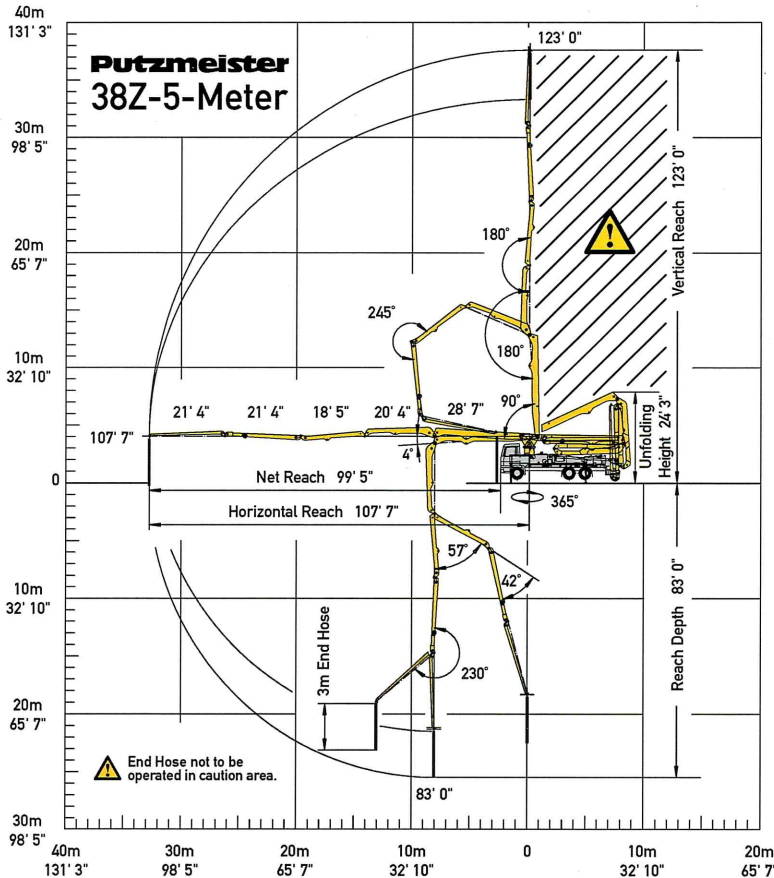 40m
131' 3"
Putzmeister
38Z-5-Meter
123' 0"
30m
98' 5"
20m
65' 7"
180°
Vertical Reach 123' 0"
245°
180°
10m
32' 10"
21' 4" 21' 4" 18' 5" 20' 4" 28' 7"
90°
Unfolding
Height 24'3"
107' 7"
4°
Net Reach 99' 5"
0
365°
Horizontal Reach 107' 7"
57°
42°
10m
32' 10"
Reach Depth 83' 0"
230°
3m End Hose
20m
65' 7"
End Hose not to be
operated in caution area.
83' 0"
30m
98' 5"
40m 30m 20m 10m 0 10m 20m
131' 3" 98' 5" 65' 7" 32' 10" 32' 10" 65' 7"